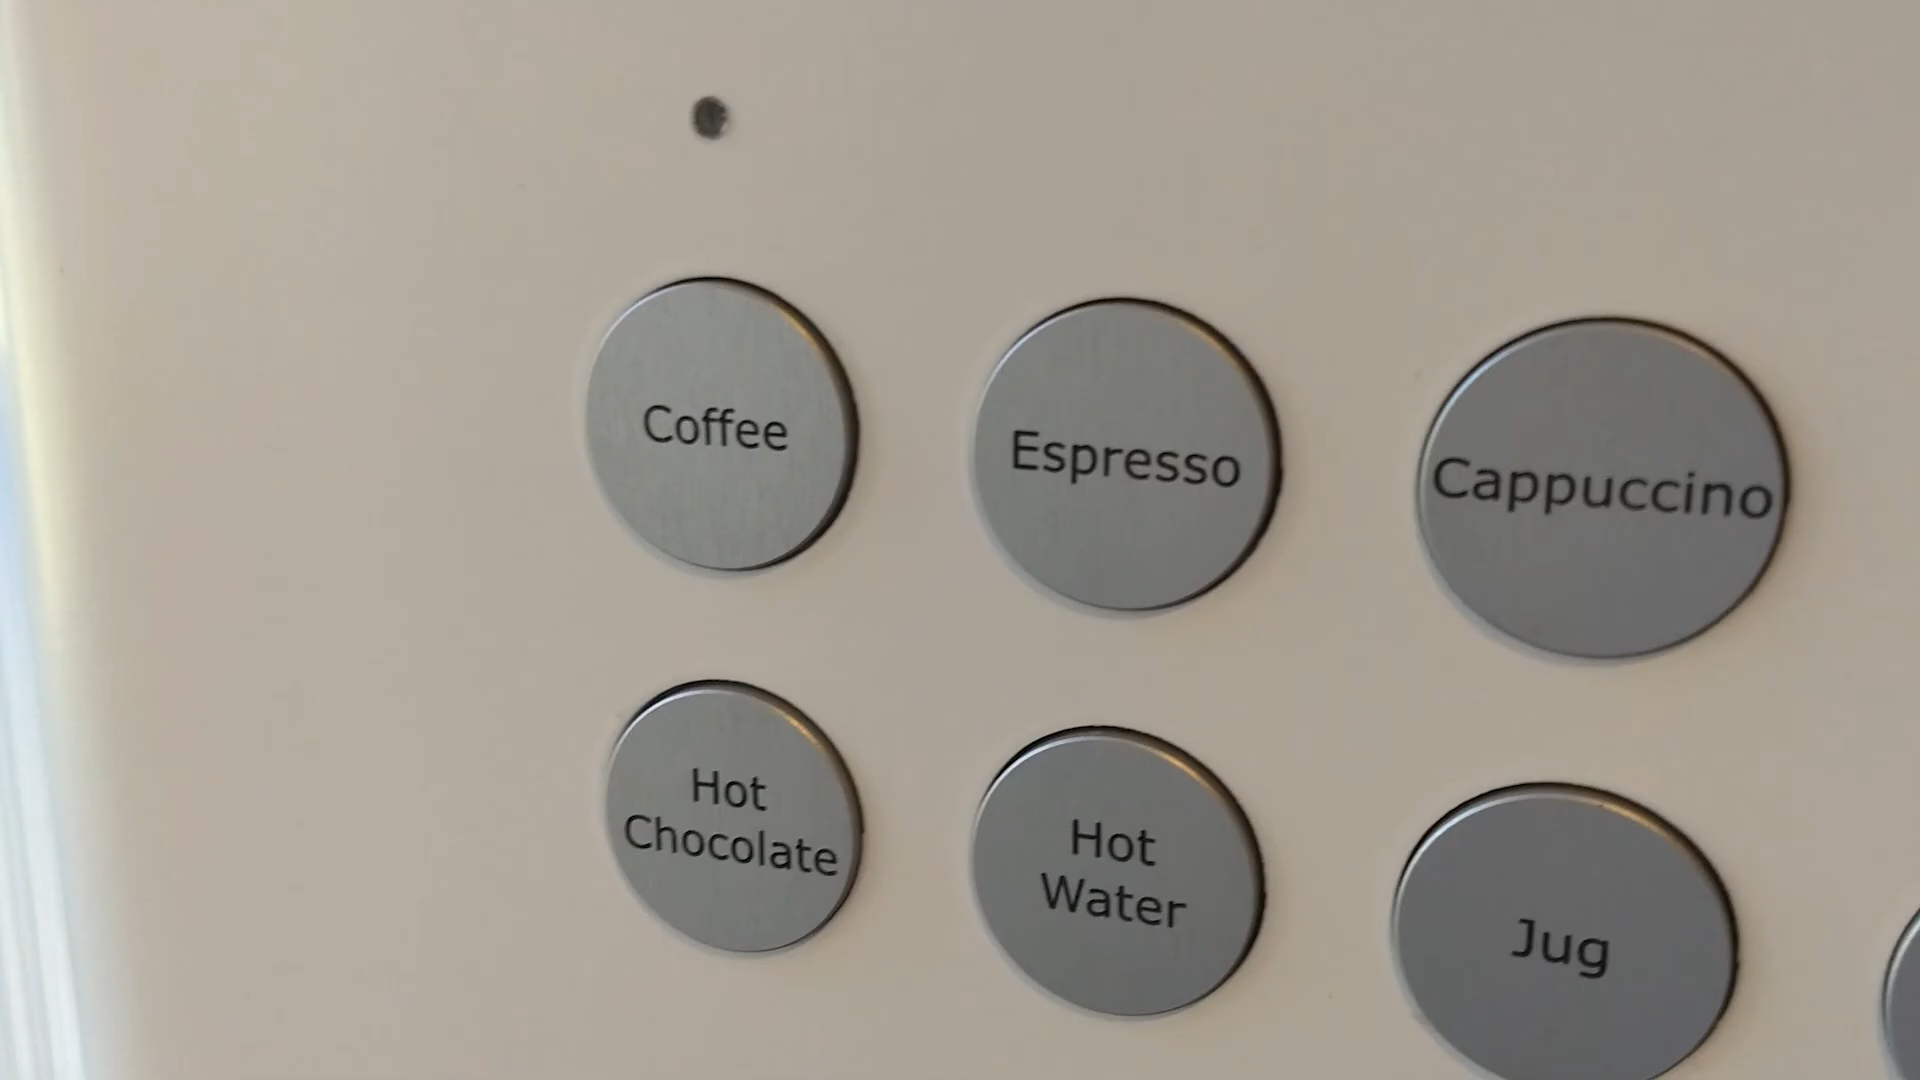 Coffee
Espresso
Cappuccino
Hot
Chocolate
Hot
Water
Jug